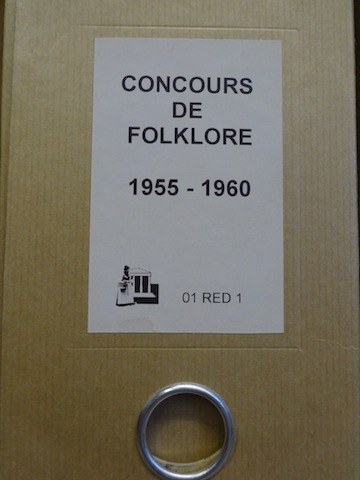 CONCOURS
DE
FOLKLORE
1955 - 1960
01 RED 1